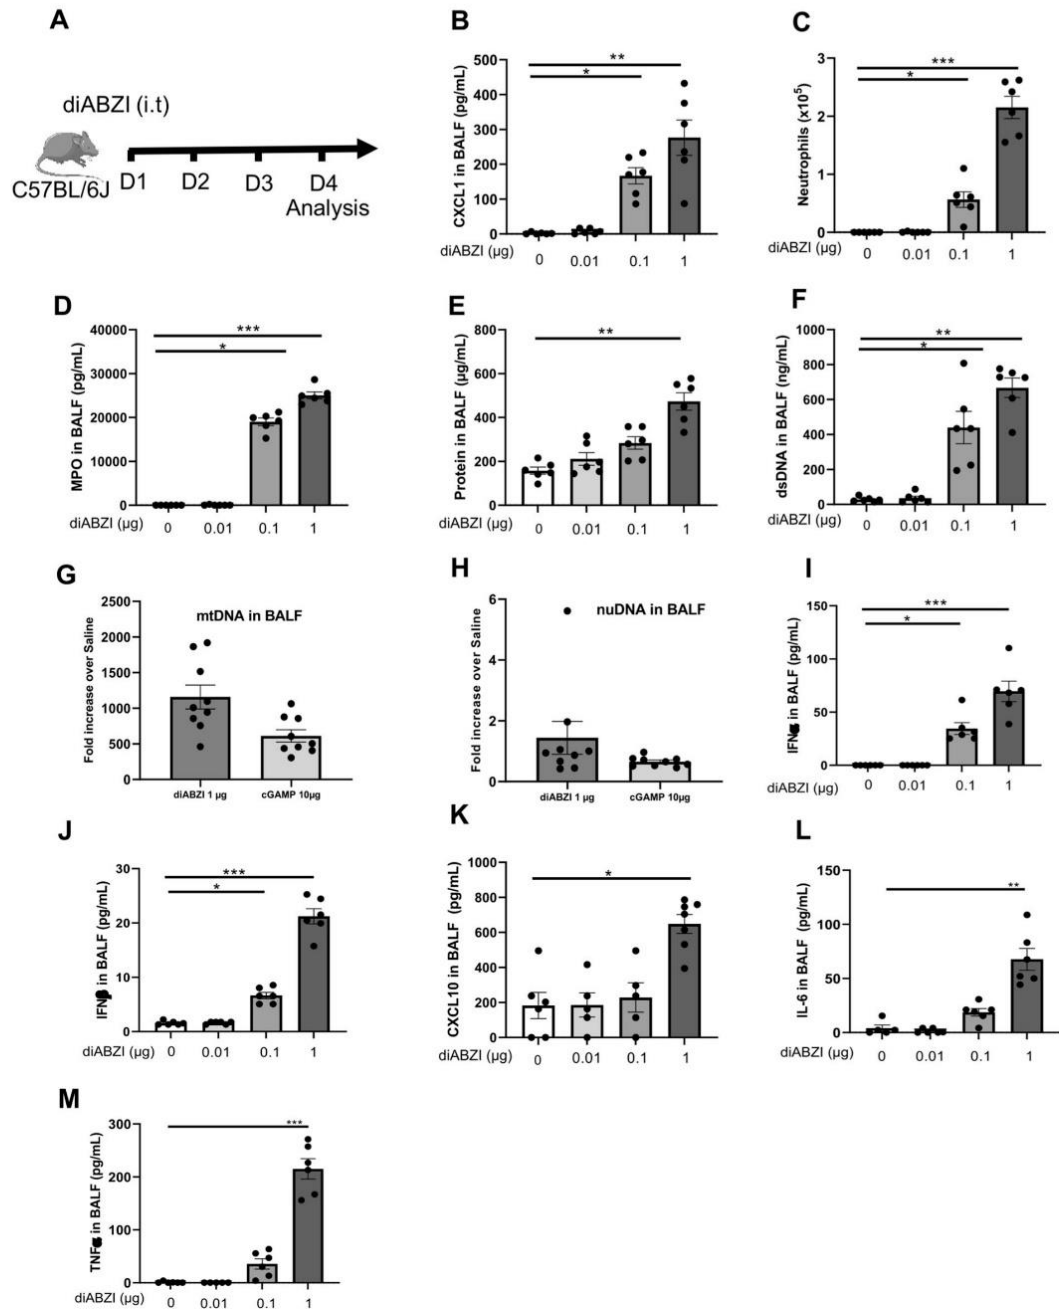 A
diABZI (i.t)
C57BL/6J
D1 D2 D3 D4
Analysis
B
CXCL1 in BALF (pg/mL)
500
400
300
200
100
0
**
*
diABZI (µg)
0 0.01 0.1 1
C
Neutrophils (x10⁵)
3
2
1
0
***
*
diABZI (µg)
0 0.01 0.1 1
D
MPO in BALF (pg/mL)
40000
30000
20000
10000
0
***
*
diABZI (µg)
0 0.01 0.1 1
E
Protein in BALF (µg/mL)
800
600
400
200
0
**
diABZI (µg)
0 0.01 0.1 1
F
dsDNA in BALF (ng/mL)
1000
800
600
400
200
0
**
*
diABZI (µg)
0 0.01 0.1 1
G
mtDNA in BALF
Fold increase over Saline
2500
2000
1500
1000
500
0
diABZI 1 µg cGAMP 10µg
H
nuDNA in BALF
Fold increase over Saline
6
4
2
0
diABZI 1 µg cGAMP 10µg
I
IFN in BALF (pg/mL)
150
100
50
0
***
*
diABZI (µg)
0 0.01 0.1 1
J
IFN in BALF (pg/mL)
30
20
10
0
***
*
diABZI (µg)
0 0.01 0.1 1
K
CXCL10 in BALF (pg/mL)
1000
800
600
400
200
0
*
diABZI (µg)
0 0.01 0.1 1
L
IL-6 in BALF (pg/mL)
150
100
50
0
**
diABZI (µg)
0 0.01 0.1 1
M
TNF in BALF (pg/mL)
300
200
100
0
***
diABZI (µg)
0 0.01 0.1 1